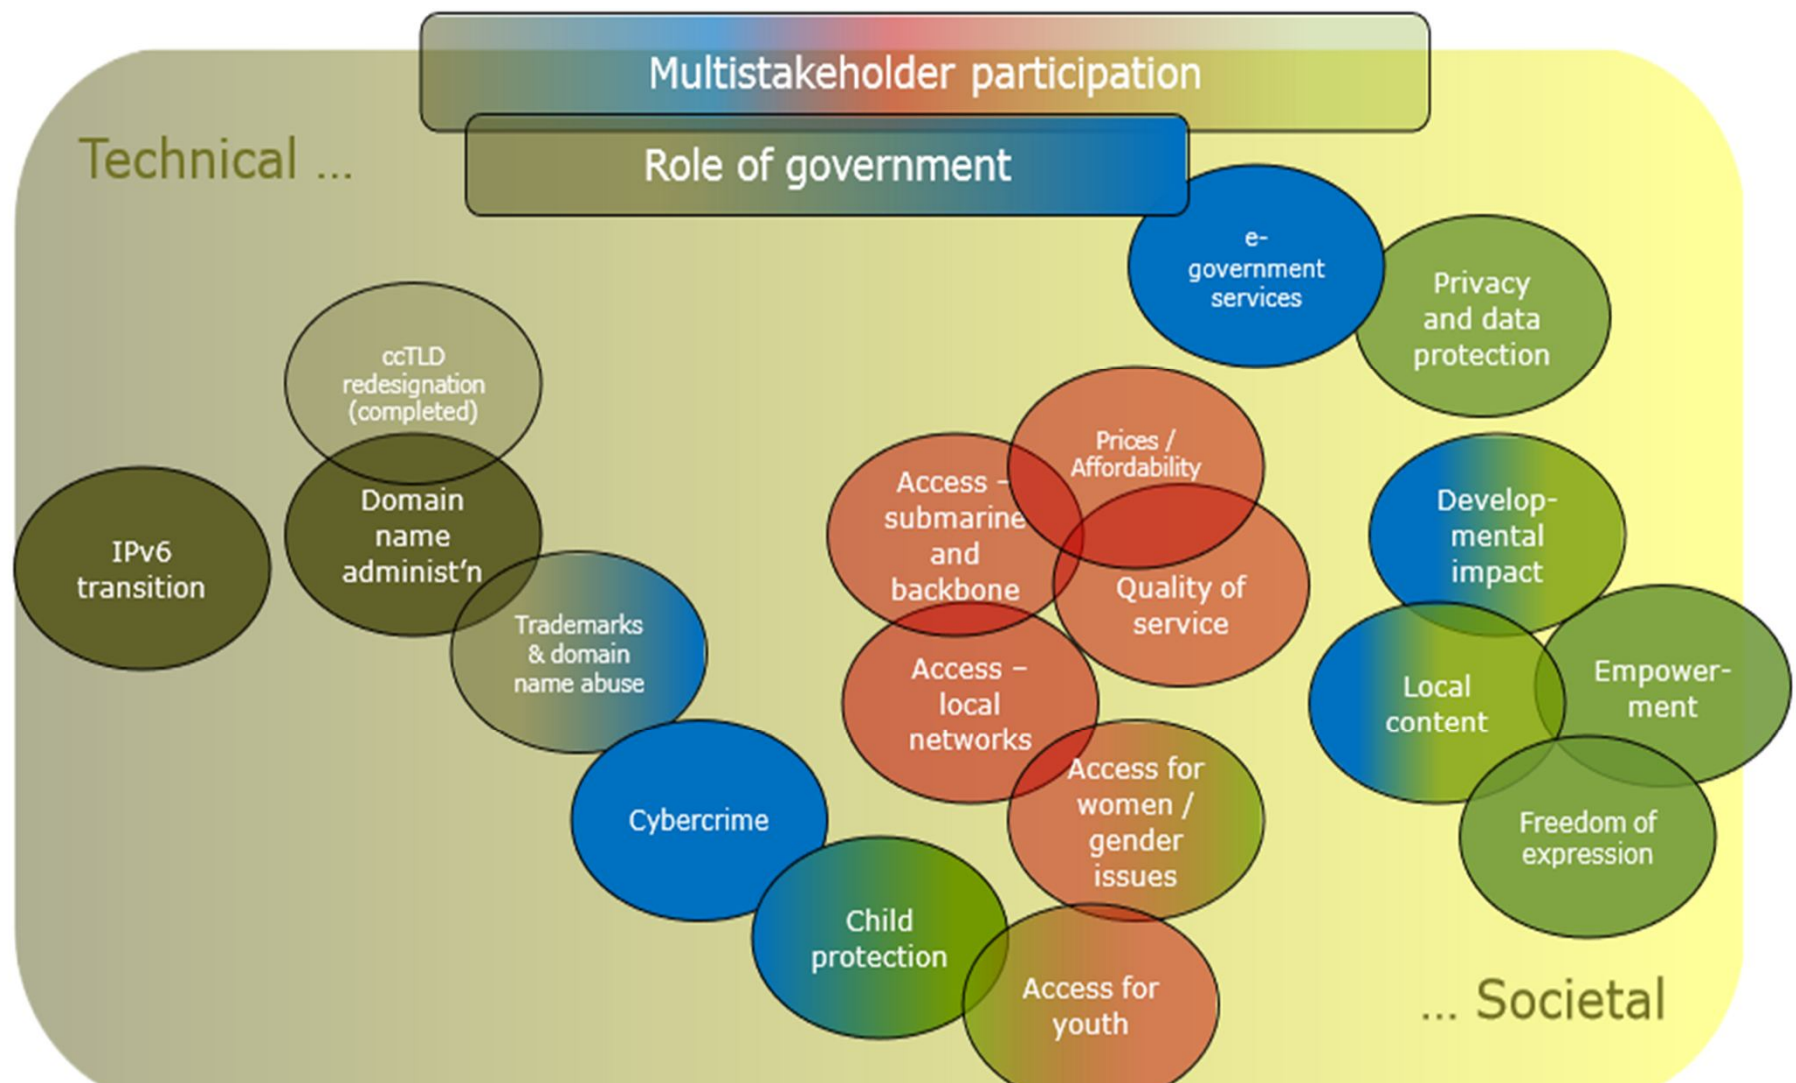 Multistakeholder participation
Role of government
Technical ...
e-
government
services
Privacy
and data
protection
ccTLD
redesignation
(completed)
Domain
name
administ’n
IPv6
transition
Trademarks
& domain
name abuse
Cybercrime
Child
protection
Access –
submarine
and
backbone
Prices /
Affordability
Quality of
service
Access –
local
networks
Access for
women /
gender
issues
Access for
youth
Develop-
mental
impact
Local
content
Empower-
ment
Freedom of
expression
... Societal